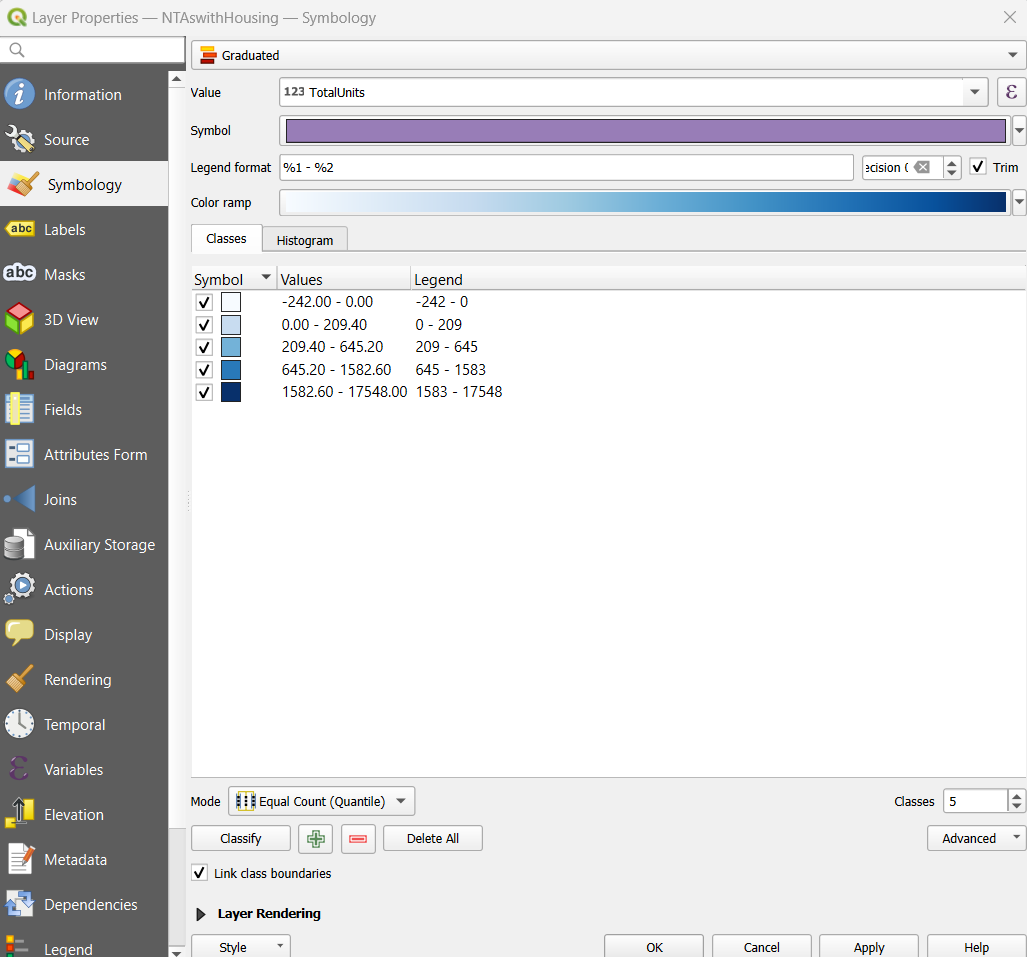 Layer Properties — NTAswithHousing — Symbology
Information
Source
Symbology
abc Labels
abc Masks
3D View
Diagrams
Fields
Attributes Form
Joins
Auxiliary Storage
Actions
Display
Rendering
Temporal
ε Variables
Elevation
Metadata
Dependencies
Legend
Graduated
Value 123 TotalUnits ε
Symbol
Legend format %1 - %2 ecision ( Trim
Color ramp
Classes Histogram
Symbol Values Legend
-242.00 - 0.00 -242 - 0
0.00 - 209.40 0 - 209
209.40 - 645.20 209 - 645
645.20 - 1582.60 645 - 1583
1582.60 - 17548.00 1583 - 17548
Mode Equal Count (Quantile) Classes 5
Classify Delete All Advanced
Link class boundaries
Layer Rendering
Style OK Cancel Apply Help